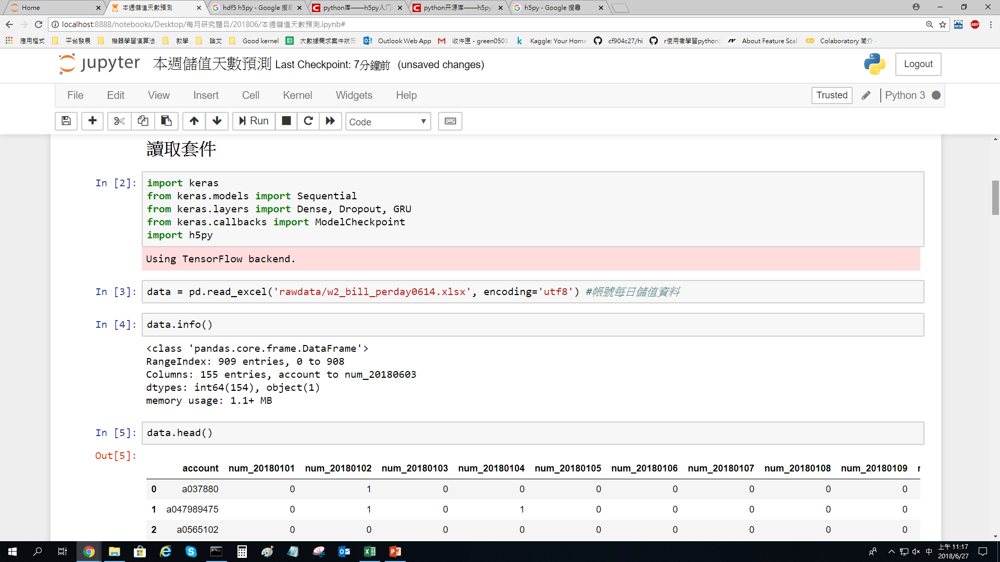 Home
本週儲值天數預測
hdf5 h5py - Google 搜尋
python库——h5py入门
python开源库——h5py
h5py - Google 搜尋
localhost:8888/notebooks/Desktop/每月研究題目/201806/本週儲值天數預測.ipynb#
NEW
ABP
應用程式
平台發展
機器學習演算法
教學
論文
Good kernel
大數據需求案件狀況
Outlook Web App
收件匣 - green0503
Kaggle: Your Home
cf904c27/hi
r使用者學習python
About Feature Scal
Colaboratory 簡介 -
jupyter 本週儲值天數預測 Last Checkpoint: 7分鐘前 (unsaved changes)
Logout
File Edit View Insert Cell Kernel Widgets Help
Trusted
Python 3
Run
Code
讀取套件
In [2]: import keras
from keras.models import Sequential
from keras.layers import Dense, Dropout, GRU
from keras.callbacks import ModelCheckpoint
import h5py
Using TensorFlow backend.
In [3]: data = pd.read_excel('rawdata/w2_bill_perday0614.xlsx', encoding='utf8') #帳號每日儲值資料
In [4]: data.info()
<class 'pandas.core.frame.DataFrame'>
RangeIndex: 909 entries, 0 to 908
Columns: 155 entries, account to num_20180603
dtypes: int64(154), object(1)
memory usage: 1.1+ MB
In [5]: data.head()
Out[5]:
account num_20180101 num_20180102 num_20180103 num_20180104 num_20180105 num_20180106 num_20180107 num_20180108 num_20180109
0 a037880 0 1 0 0 0 0 0 0 0
1 a047989475 0 1 0 1 0 0 0 0 0
2 a0565102 0 0 0 0 0 0 0 0 0
中
上午 11:17
2018/6/27